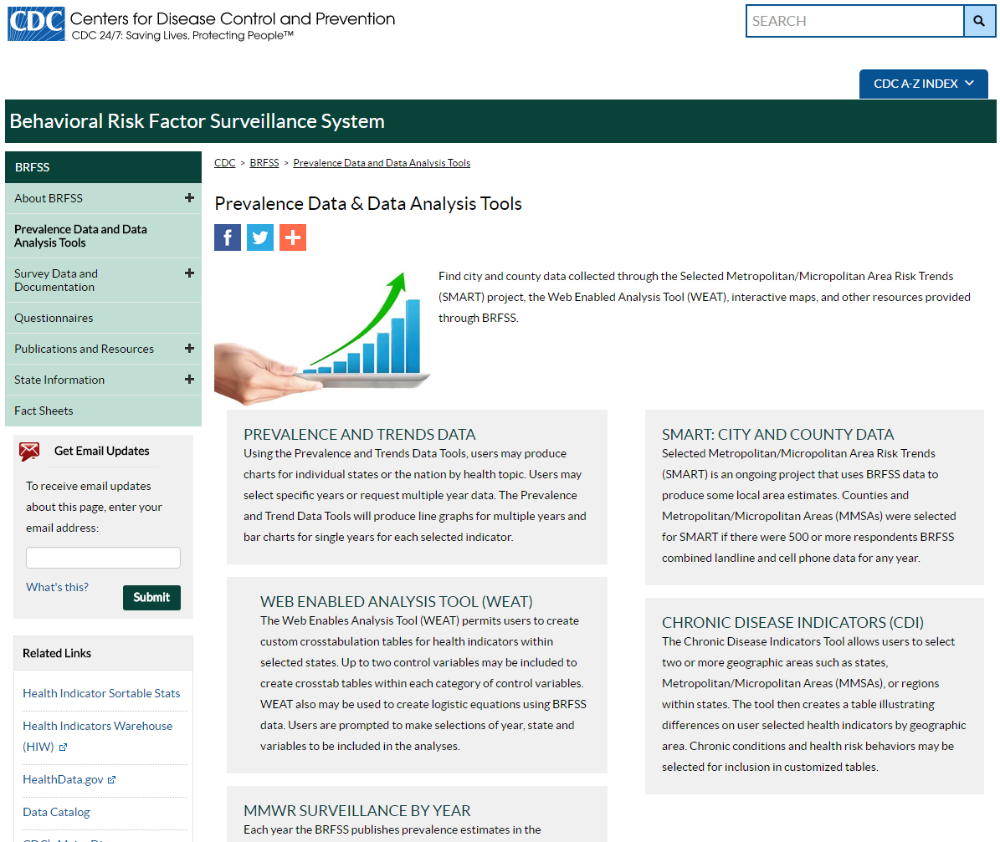 CDC Centers for Disease Control and Prevention
CDC 24/7: Saving Lives, Protecting People™
SEARCH
CDC A-Z INDEX
Behavioral Risk Factor Surveillance System
BRFSS
About BRFSS
Prevalence Data and Data
Analysis Tools
Survey Data and
Documentation
Questionnaires
Publications and Resources
State Information
Fact Sheets
Get Email Updates
To receive email updates
about this page, enter your
email address:
What's this?
Submit
Related Links
Health Indicator Sortable Stats
Health Indicators Warehouse
(HIW)
HealthData.gov
Data Catalog
CDC > BRFSS > Prevalence Data and Data Analysis Tools
Prevalence Data & Data Analysis Tools
Find city and county data collected through the Selected Metropolitan/Micropolitan Area Risk Trends
(SMART) project, the Web Enabled Analysis Tool (WEAT), interactive maps, and other resources provided
through BRFSS.
PREVALENCE AND TRENDS DATA
Using the Prevalence and Trends Data Tools, users may produce
charts for individual states or the nation by health topic. Users may
select specific years or request multiple year data. The Prevalence
and Trend Data Tools will produce line graphs for multiple years and
bar charts for single years for each selected indicator.
WEB ENABLED ANALYSIS TOOL (WEAT)
The Web Enables Analysis Tool (WEAT) permits users to create
custom crosstabulation tables for health indicators within
selected states. Up to two control variables may be included to
create crosstab tables within each category of control variables.
WEAT also may be used to create logistic equations using BRFSS
data. Users are prompted to make selections of year, state and
variables to be included in the analyses.
MMWR SURVEILLANCE BY YEAR
Each year the BRFSS publishes prevalence estimates in the
SMART: CITY AND COUNTY DATA
Selected Metropolitan/Micropolitan Area Risk Trends
(SMART) is an ongoing project that uses BRFSS data to
produce some local area estimates. Counties and
Metropolitan/Micropolitan Areas (MMSAs) were selected
for SMART if there were 500 or more respondents BRFSS
combined landline and cell phone data for any year.
CHRONIC DISEASE INDICATORS (CDI)
The Chronic Disease Indicators Tool allows users to select
two or more geographic areas such as states,
Metropolitan/Micropolitan Areas (MMSAs), or regions
within states. The tool then creates a table illustrating
differences on user selected health indicators by geographic
area. Chronic conditions and health risk behaviors may be
selected for inclusion in customized tables.